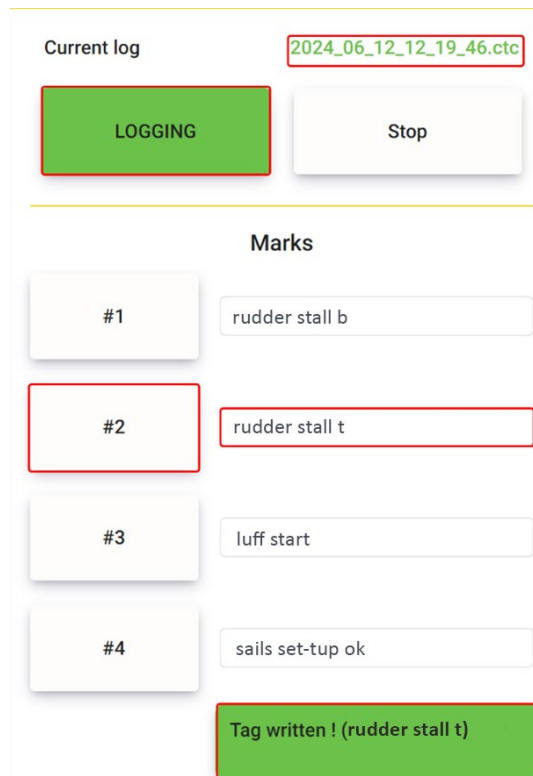 Current log 2024_06_12_12_19_46.ctc
LOGGING Stop
Marks
#1 rudder stall b
#2 rudder stall t
#3 luff start
#4 sails set-tup ok
Tag written ! (rudder stall t)